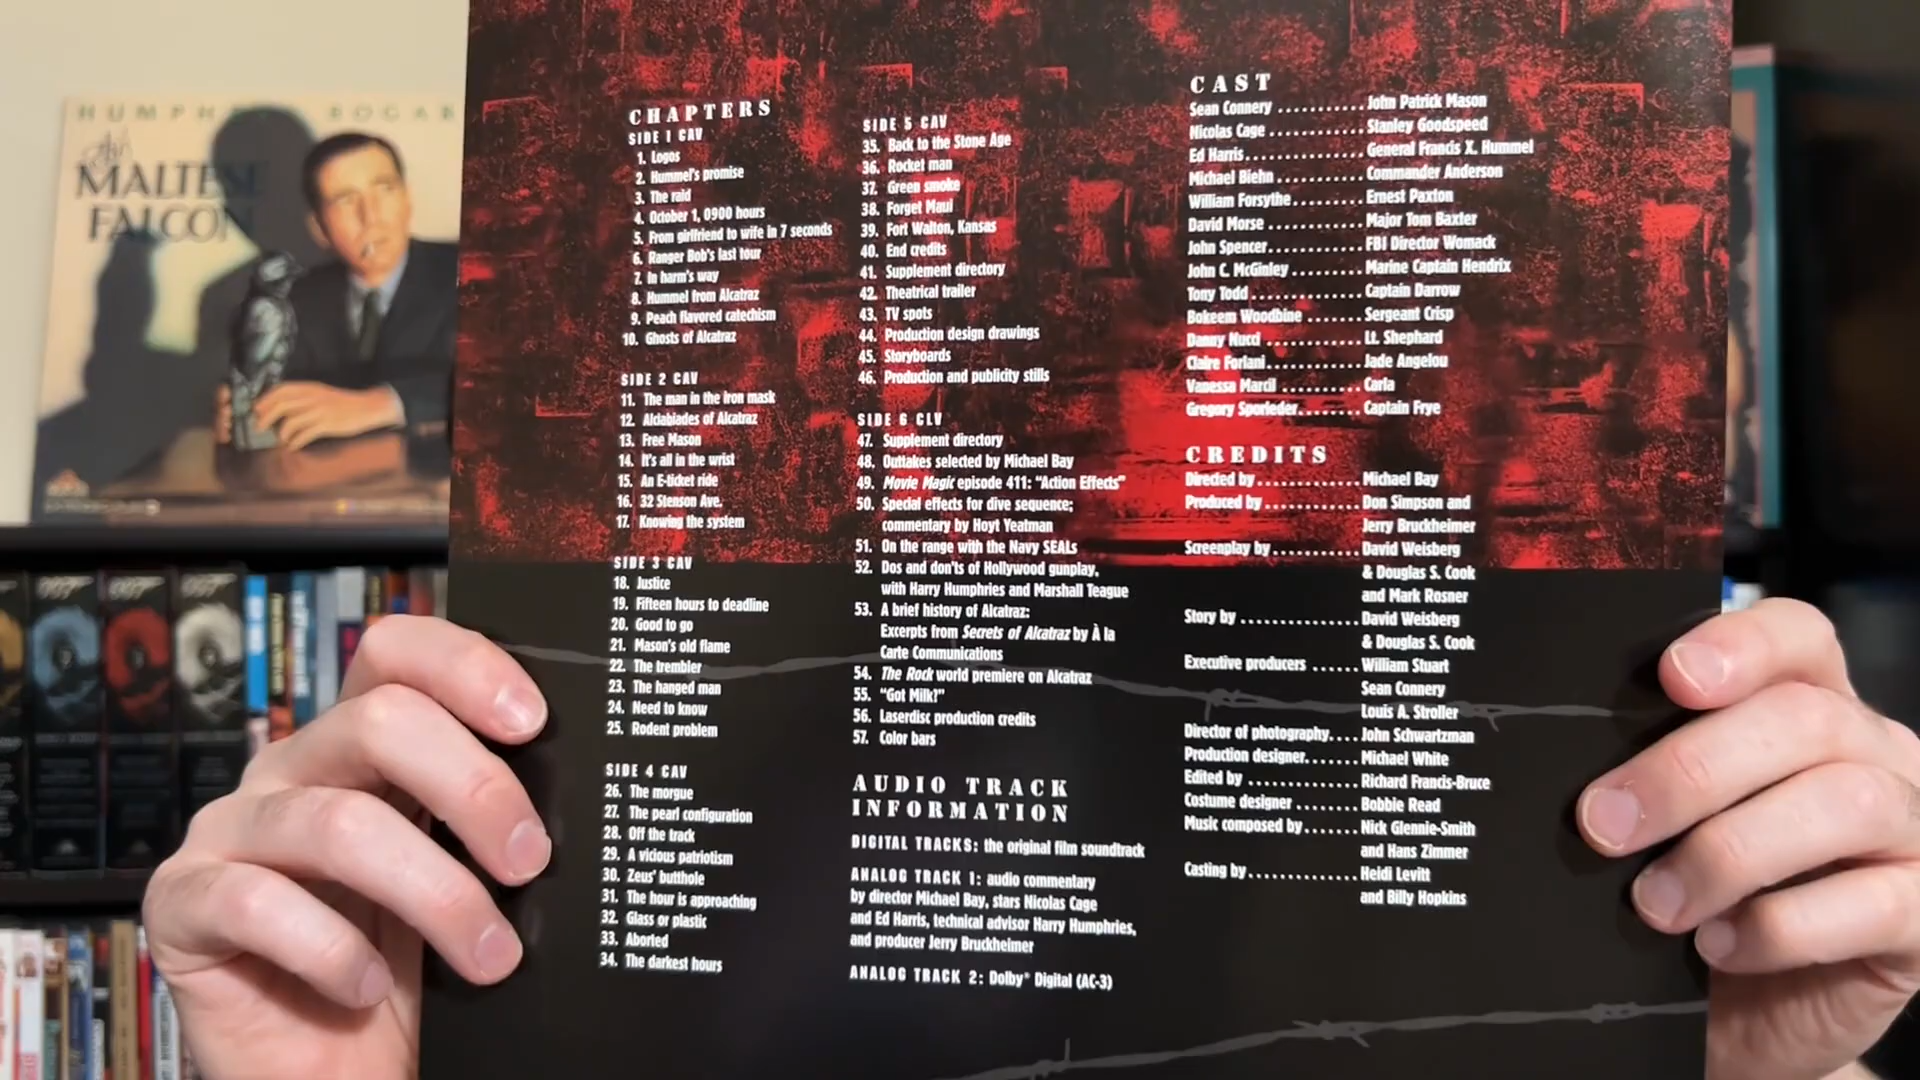 HUMPH
BOGAR
MALTESE
FALCON
007
007
007
CHAPTERS
SIDE 1 CAV
1. Logos
2. Hummel's promise
3. The raid
4. October 1, 0900 hours
5. From girlfriend to wife in 7 seconds
6. Ranger Bob's last tour
7. In harm's way
8. Hummel from Alcatraz
9. Peach flavored catechism
10. Ghosts of Alcatraz
SIDE 2 CAV
11. The man in the iron mask
12. Alciabiades of Alcatraz
13. Free Mason
14. It's all in the wrist
15. An E-ticket ride
16. 32 Stenson Ave.
17. Knowing the system
SIDE 3 CAV
18. Justice
19. Fifteen hours to deadline
20. Good to go
21. Mason's old flame
22. The trembler
23. The hanged man
24. Need to know
25. Rodent problem
SIDE 4 CAV
26. The morgue
27. The pearl configuration
28. Off the track
29. A vicious patriotism
30. Zeus' butthole
31. The hour is approaching
32. Glass or plastic
33. Aborted
34. The darkest hours
SIDE 5 CAV
35. Back to the Stone Age
36. Rocket man
37. Green smoke
38. Forget Maui
39. Fort Walton, Kansas
40. End credits
41. Supplement directory
42. Theatrical trailer
43. TV spots
44. Production design drawings
45. Storyboards
46. Production and publicity stills
SIDE 6 CLV
47. Supplement directory
48. Outtakes selected by Michael Bay
49. Movie Magic episode 411: "Action Effects"
50. Special effects for dive sequence;
commentary by Hoyt Yeatman
51. On the range with the Navy SEALs
52. Dos and don'ts of Hollywood gunplay,
with Harry Humphries and Marshall Teague
53. A brief history of Alcatraz:
Excerpts from Secrets of Alcatraz by À la
Carte Communications
54. The Rock world premiere on Alcatraz
55. "Got Milk?"
56. Laserdisc production credits
57. Color bars
AUDIO TRACK
INFORMATION
DIGITAL TRACKS: the original film soundtrack
ANALOG TRACK 1: audio commentary
by director Michael Bay, stars Nicolas Cage
and Ed Harris, technical advisor Harry Humphries,
and producer Jerry Bruckheimer
ANALOG TRACK 2: Dolby® Digital (AC-3)
CAST
Sean Connery ........... John Patrick Mason
Nicolas Cage ............ Stanley Goodspeed
Ed Harris............... General Francis X. Hummel
Michael Biehn ........... Commander Anderson
William Forsythe......... Ernest Paxton
David Morse ............ Major Tom Baxter
John Spencer............ FBI Director Womack
John C. McGinley ......... Marine Captain Hendrix
Tony Todd.............. Captain Darrow
Bokeem Woodbine ....... Sergeant Crisp
Danny Nucci ............ Lt. Shephard
Claire Forlani............ Jade Angelou
Vanessa Marcil .......... Carla
Gregory Sporleder........ Captain Frye
CREDITS
Directed by ............. Michael Bay
Produced by............ Don Simpson and
Jerry Bruckheimer
Screenplay by........... David Weisberg
& Douglas S. Cook
and Mark Rosner
Story by ............... David Weisberg
& Douglas S. Cook
Executive producers ...... William Stuart
Sean Connery
Louis A. Stroller
Director of photography.... John Schwartzman
Production designer....... Michael White
Edited by ............. Richard Francis-Bruce
Costume designer ........ Bobbie Read
Music composed by....... Nick Glennie-Smith
and Hans Zimmer
Casting by.............. Heidi Levitt
and Billy Hopkins